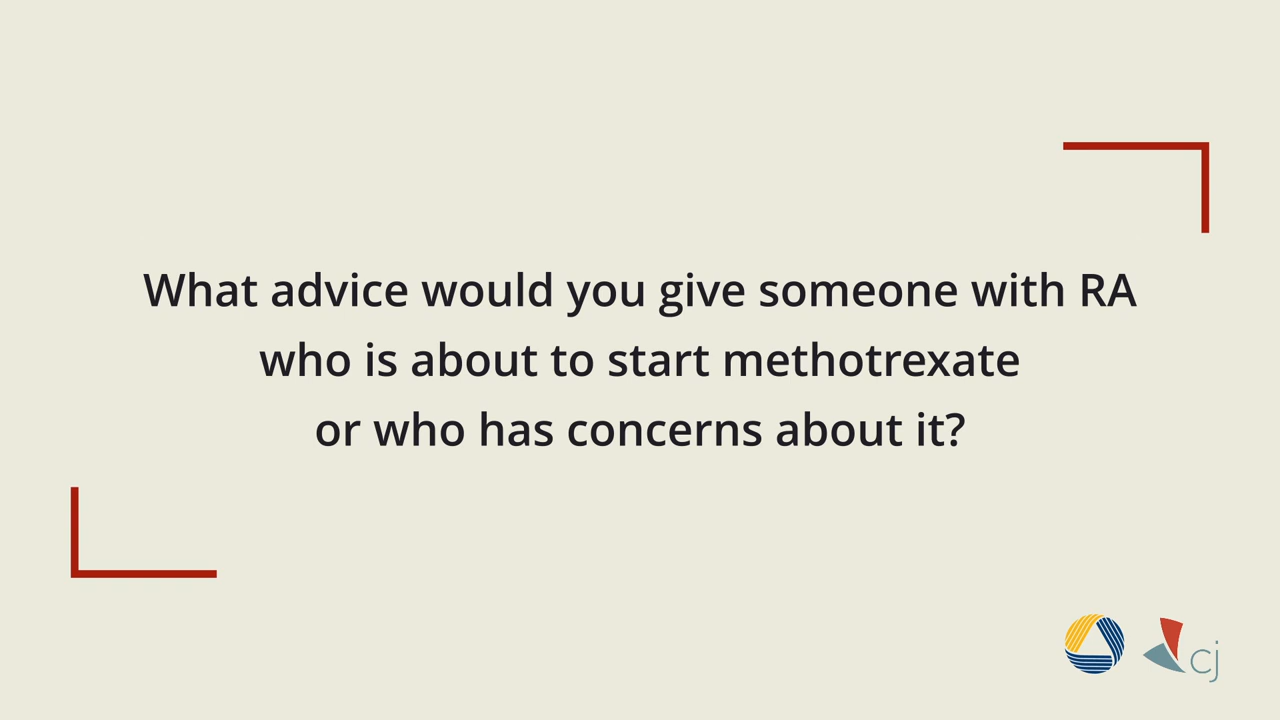 What advice would you give someone with RA
who is about to start methotrexate
or who has concerns about it?
cj